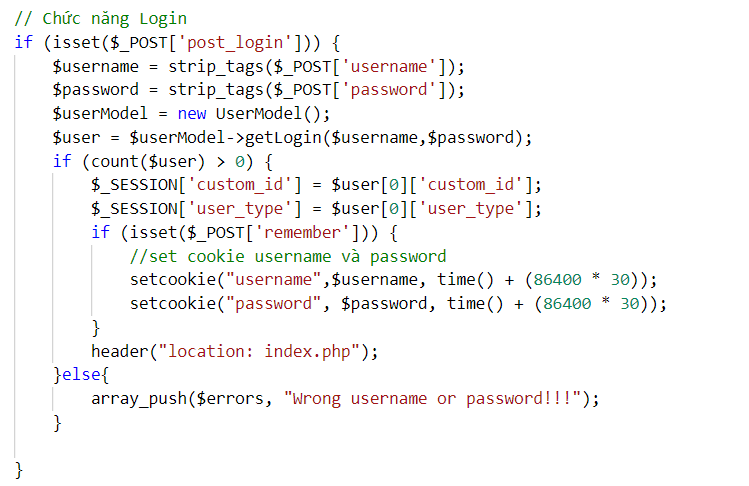 // Chức năng Login
if (isset($_POST['post_login'])) {
    $username = strip_tags($_POST['username']);
    $password = strip_tags($_POST['password']);
    $userModel = new UserModel();
    $user = $userModel->getLogin($username,$password);
    if (count($user) > 0) {
        $_SESSION['custom_id'] = $user[0]['custom_id'];
        $_SESSION['user_type'] = $user[0]['user_type'];
        if (isset($_POST['remember'])) {
            //set cookie username và password
            setcookie("username",$username, time() + (86400 * 30));
            setcookie("password", $password, time() + (86400 * 30));
        }
        header("location: index.php");
    }else{
        array_push($errors, "Wrong username or password!!!");
    }
}